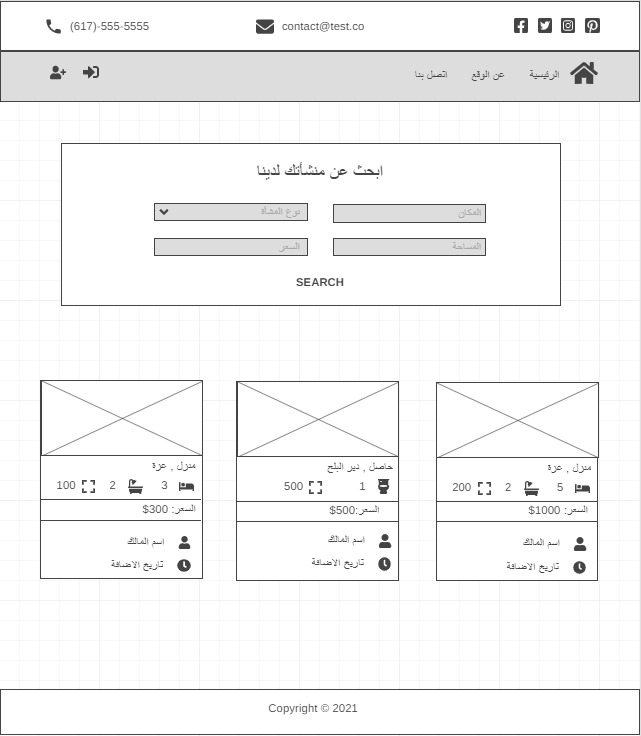 (617)-555-5555
contact@test.co
الرئيسية
عن الوقع
اتصل بنا
ابحث عن منشأتك لدينا
المكان
نوع المنشأة
المساحة
السعر
SEARCH
منزل , غزة
5 2 200
السعر: 1000$
اسم المالك
تاريخ الاضافة
حاصل , دير البلح
1 500
السعر:500$
اسم المالك
تاريخ الاضافة
منزل , غزة
3 2 100
السعر: 300$
اسم المالك
تاريخ الاضافة
Copyright © 2021